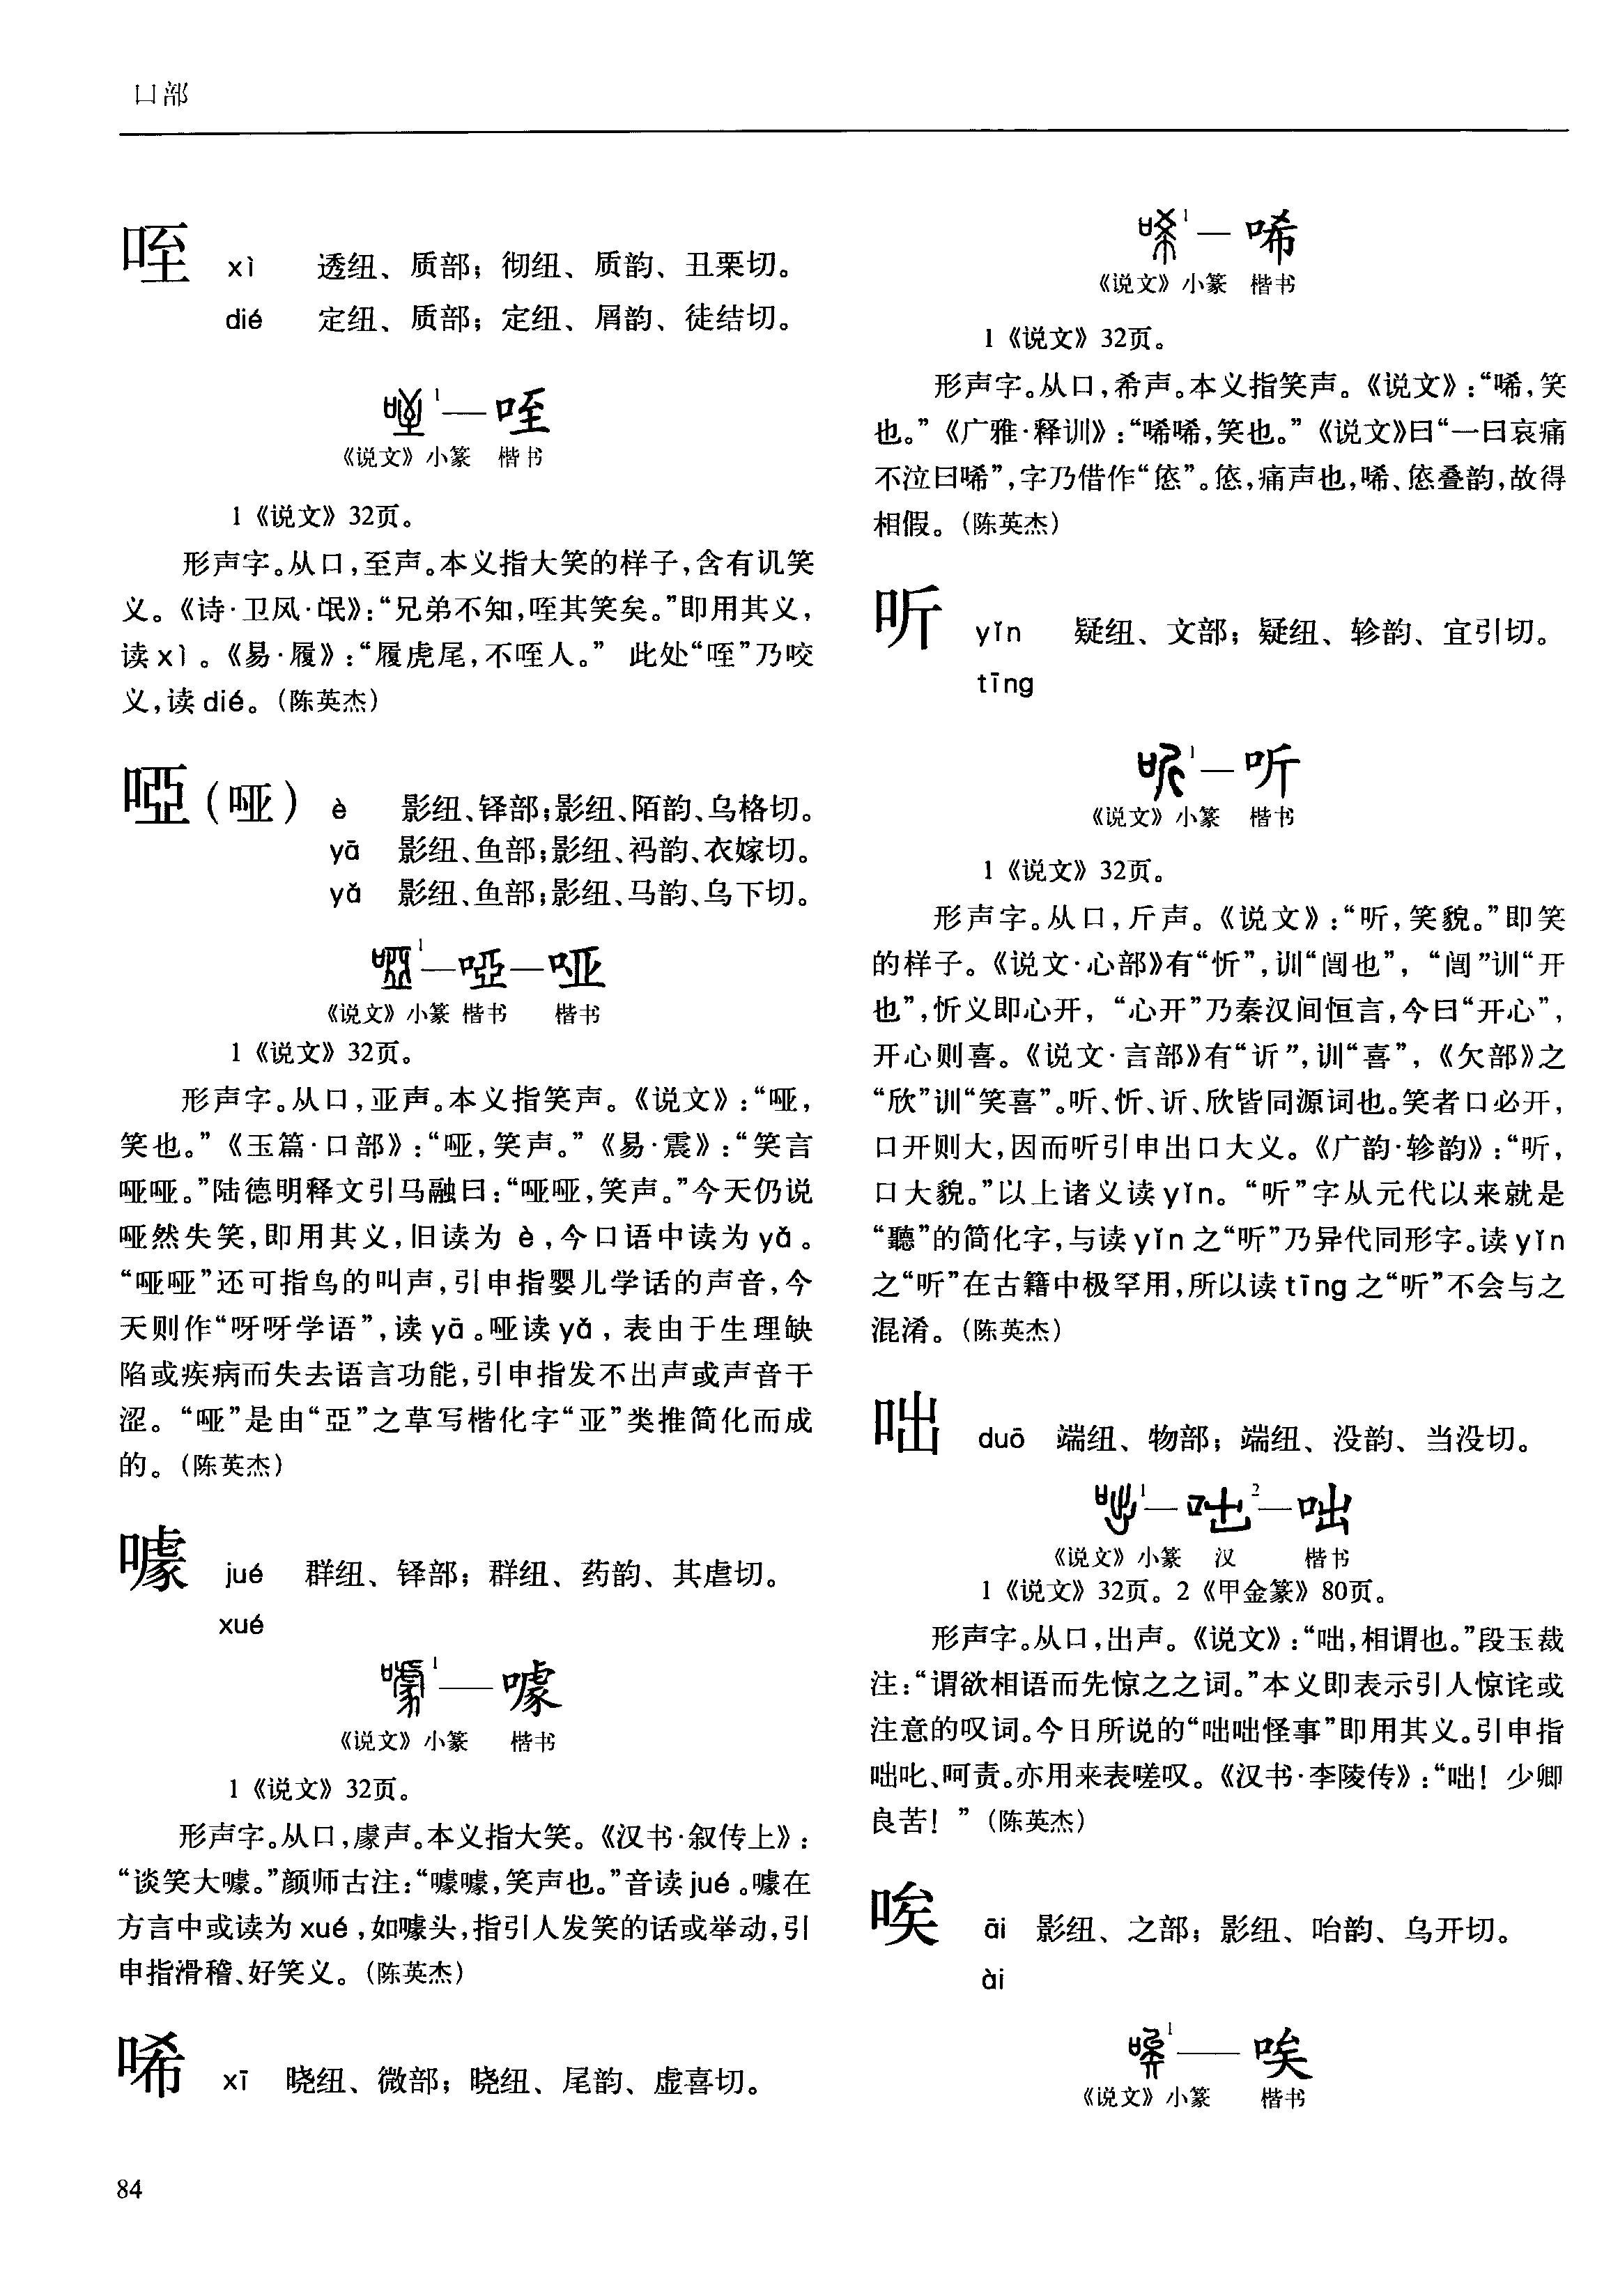 口部
咥 xì 透纽、质部；彻纽、质韵、丑栗切。
dié 定纽、质部；定纽、屑韵、徒结切。
咥1—咥
《说文》小篆 楷书
1《说文》32页。
形声字。从口，至声。本义指大笑的样子，含有讥笑
义。《诗·卫风·氓》：“兄弟不知，咥其笑矣。”即用其义，
读xì。《易·履》：“履虎尾，不咥人。” 此处“咥”乃咬
义，读dié。（陈英杰）
啞（哑） è 影纽、铎部；影纽、陌韵、乌格切。
yā 影纽、鱼部；影纽、祃韵、衣嫁切。
yǎ 影纽、鱼部；影纽、马韵、乌下切。
啞1—啞—哑
《说文》小篆 楷书 楷书
1《说文》32页。
形声字。从口，亚声。本义指笑声。《说文》：“哑，
笑也。”《玉篇·口部》：“哑，笑声。”《易·震》：“笑言
哑哑。”陆德明释文引马融曰：“哑哑，笑声。”今天仍说
哑然失笑，即用其义，旧读为 è，今口语中读为yǎ。
“哑哑”还可指鸟的叫声，引申指婴儿学话的声音，今
天则作“呀呀学语”，读yā。哑读yǎ，表由于生理缺
陷或疾病而失去语言功能，引申指发不出声或声音干
涩。“哑”是由“亞”之草写楷化字“亚”类推简化而成
的。（陈英杰）
噱 jué 群纽、铎部；群纽、药韵、其虐切。
xué
噱1—噱
《说文》小篆 楷书
1《说文》32页。
形声字。从口，豦声。本义指大笑。《汉书·叙传上》：
“谈笑大噱。”颜师古注：“噱噱，笑声也。”音读jué。噱在
方言中或读为xué，如噱头，指引人发笑的话或举动，引
申指滑稽、好笑义。（陈英杰）
唏 xī 晓纽、微部；晓纽、尾韵、虚喜切。
84
唏1—唏
《说文》小篆 楷书
1《说文》32页。
形声字。从口，希声。本义指笑声。《说文》：“唏，笑
也。”《广雅·释训》：“唏唏，笑也。”《说文》曰“一曰哀痛
不泣曰唏”，字乃借作“㥋”。㥋，痛声也，唏、㥋叠韵，故得
相假。（陈英杰）
听 yǐn 疑纽、文部；疑纽、轸韵、宜引切。
tīng
听1—听
《说文》小篆 楷书
1《说文》32页。
形声字。从口，斤声。《说文》：“听，笑貌。”即笑
的样子。《说文·心部》有“忻”，训“闿也”，“闿”训“开
也”，忻义即心开，“心开”乃秦汉间恒言，今曰“开心”，
开心则喜。《说文·言部》有“䜣”，训“喜”，《欠部》之
“欣”训“笑喜”。听、忻、䜣、欣皆同源词也。笑者口必开，
口开则大，因而听引申出口大义。《广韵·轸韵》：“听，
口大貌。”以上诸义读yǐn。“听”字从元代以来就是
“聽”的简化字，与读yǐn之“听”乃异代同形字。读yǐn
之“听”在古籍中极罕用，所以读tīng之“听”不会与之
混淆。（陈英杰）
咄 duō 端纽、物部；端纽、没韵、当没切。
咄1—咄2—咄
《说文》小篆 汉 楷书
1《说文》32页。2《甲金篆》80页。
形声字。从口，出声。《说文》：“咄，相谓也。”段玉裁
注：“谓欲相语而先惊之之词。”本义即表示引人惊诧或
注意的叹词。今日所说的“咄咄怪事”即用其义。引申指
咄叱、呵责。亦用来表嗟叹。《汉书·李陵传》：“咄！少卿
良苦！”（陈英杰）
唉 āi 影纽、之部；影纽、咍韵、乌开切。
ài
唉1—唉
《说文》小篆 楷书